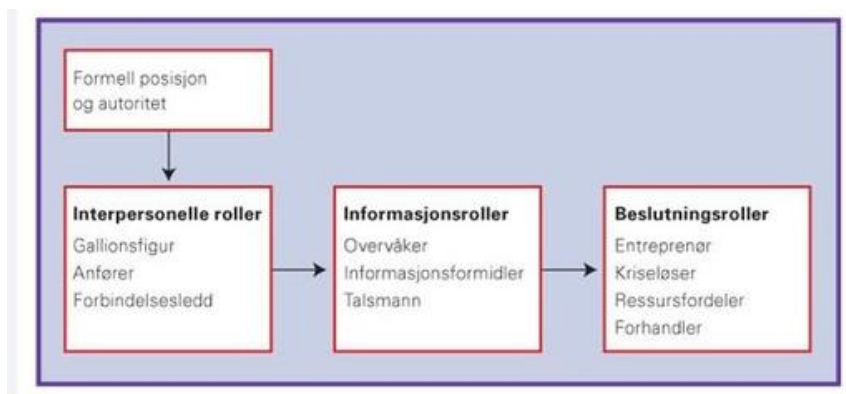 Formell posisjon
og autoritet
Interpersonelle roller
Gallionsfigur
Anfører
Forbindelsesledd
Informasjonsroller
Overvåker
Informasjonsformidler
Talsmann
Beslutningsroller
Entreprenør
Kriseløser
Ressursfordeler
Forhandler